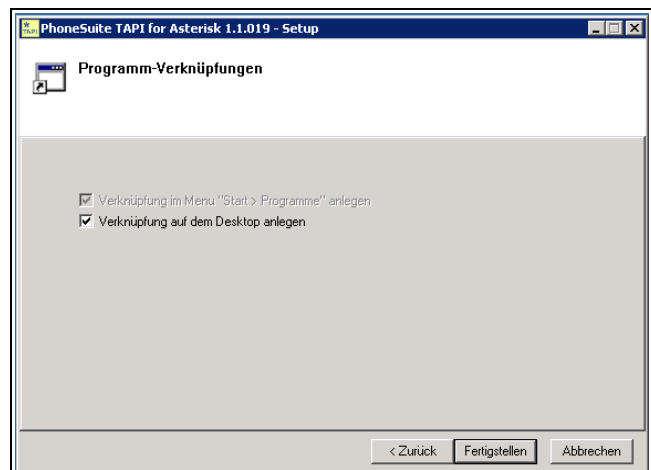 TAPI
PhoneSuite TAPI for Asterisk 1.1.019 - Setup
Programm-Verknüpfungen
Verknüpfung im Menu "Start > Programme" anlegen
Verknüpfung auf dem Desktop anlegen
< Zurück
Fertigstellen
Abbrechen